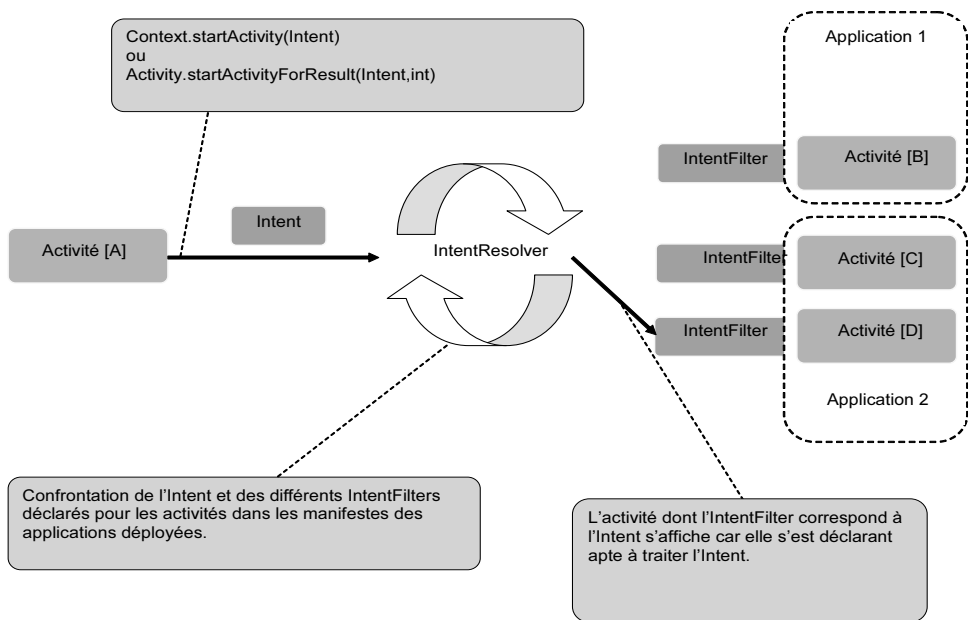 Context.startActivity(Intent)
ou
Activity.startActivityForResult(Intent,int)
Application 1
IntentFilter
Activité [B]
Intent
Activité [A]
IntentResolver
IntentFilter
Activité [C]
IntentFilter
Activité [D]
Application 2
Confrontation de l’Intent et des différents IntentFilters
déclarés pour les activités dans les manifestes des
applications déployées.
L’activité dont l’IntentFilter correspond à
l’Intent s’affiche car elle s’est déclarant
apte à traiter l’Intent.